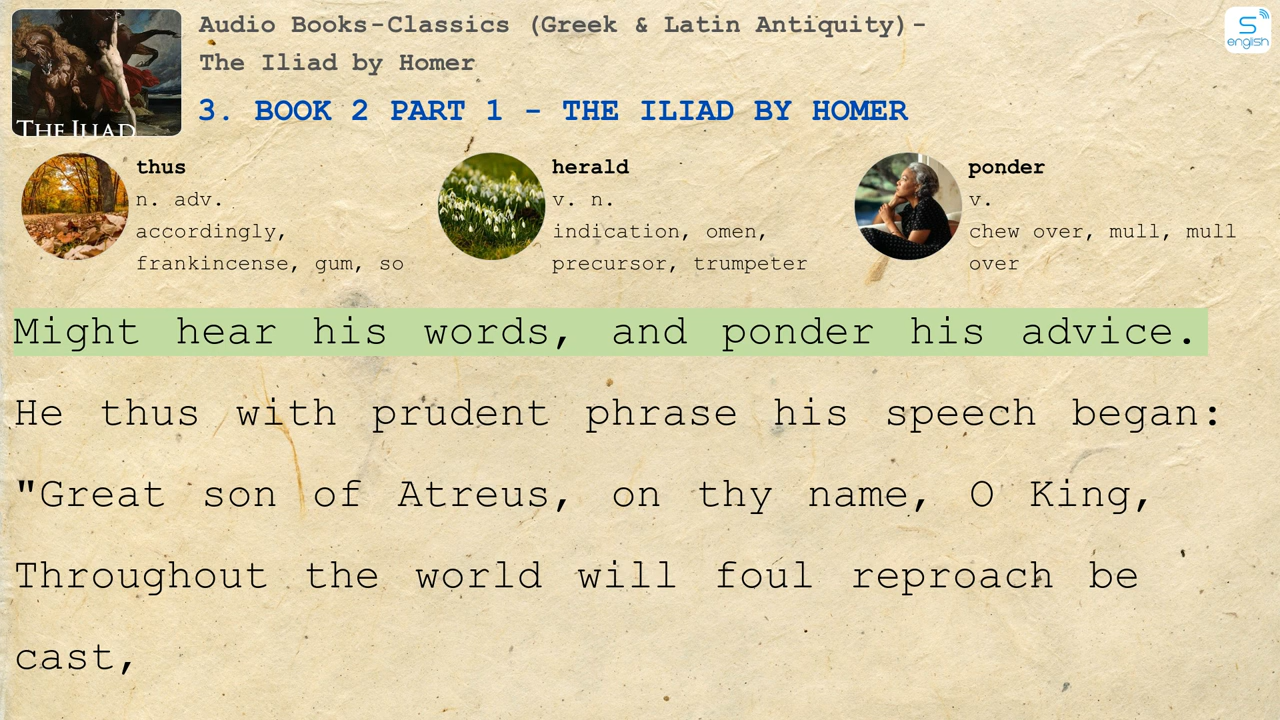 Audio Books-Classics (Greek & Latin Antiquity)-
The Iliad by Homer
3. BOOK 2 PART 1 - THE ILIAD BY HOMER
THE ILIAD
S
english
thus
n. adv.
accordingly,
frankincense, gum, so
herald
v. n.
indication, omen,
precursor, trumpeter
ponder
v.
chew over, mull, mull
over
Might hear his words, and ponder his advice.
He thus with prudent phrase his speech began:
"Great son of Atreus, on thy name, O King,
Throughout the world will foul reproach be
cast,